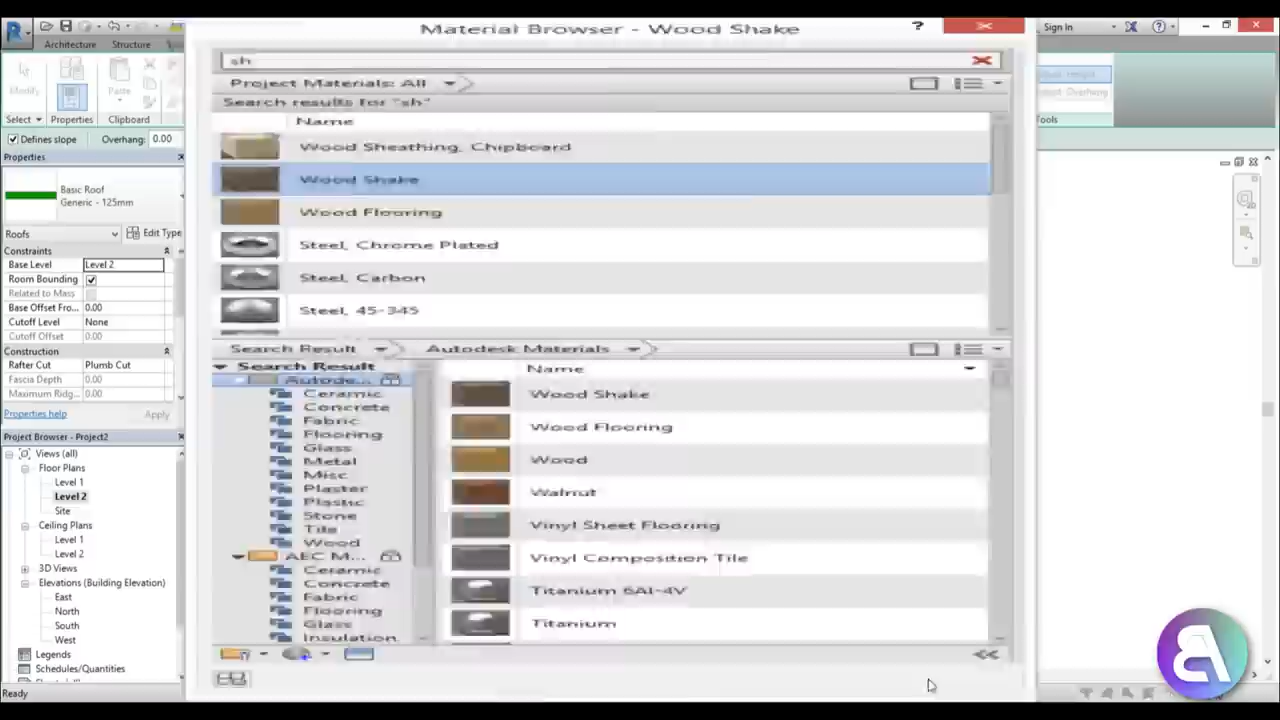 Material Browser - Wood Shake
?
Sign In
Architecture Structure
sh
Project Materials: All
Search results for "sh"
Name
Wood Sheathing, Chipboard
Wood Shake
Wood Flooring
Steel, Chrome Plated
Steel, Carbon
Steel, 45-345
Modify
Paste
Select
Properties
Clipboard
Defines slope
Overhang: 0.00
Properties
Basic Roof
Generic - 125mm
Roofs
Edit Type
Constraints
Base Level Level 2
Room Bounding
Related to Mass
Base Offset Fro... 0.00
Cutoff Level None
Cutoff Offset 0.00
Construction
Rafter Cut Plumb Cut
Fascia Depth 0.00
Maximum Ridg... 0.00
Properties help
Apply
Project Browser - Project2
Views (all)
Floor Plans
Level 1
Level 2
Site
Ceiling Plans
Level 1
Level 2
3D Views
Elevations (Building Elevation)
East
North
South
West
Legends
Schedules/Quantities
Ready
Search Result
Autodesk Materials
Search Result
Autode...
Ceramic
Concrete
Fabric
Flooring
Glass
Metal
Misc
Plaster
Plastic
Stone
Tile
Wood
AEC M...
Ceramic
Concrete
Fabric
Flooring
Glass
Insulation
Name
Wood Shake
Wood Flooring
Wood
Walnut
Vinyl Sheet Flooring
Vinyl Composition Tile
Titanium 6Al-4V
Titanium
Overhang